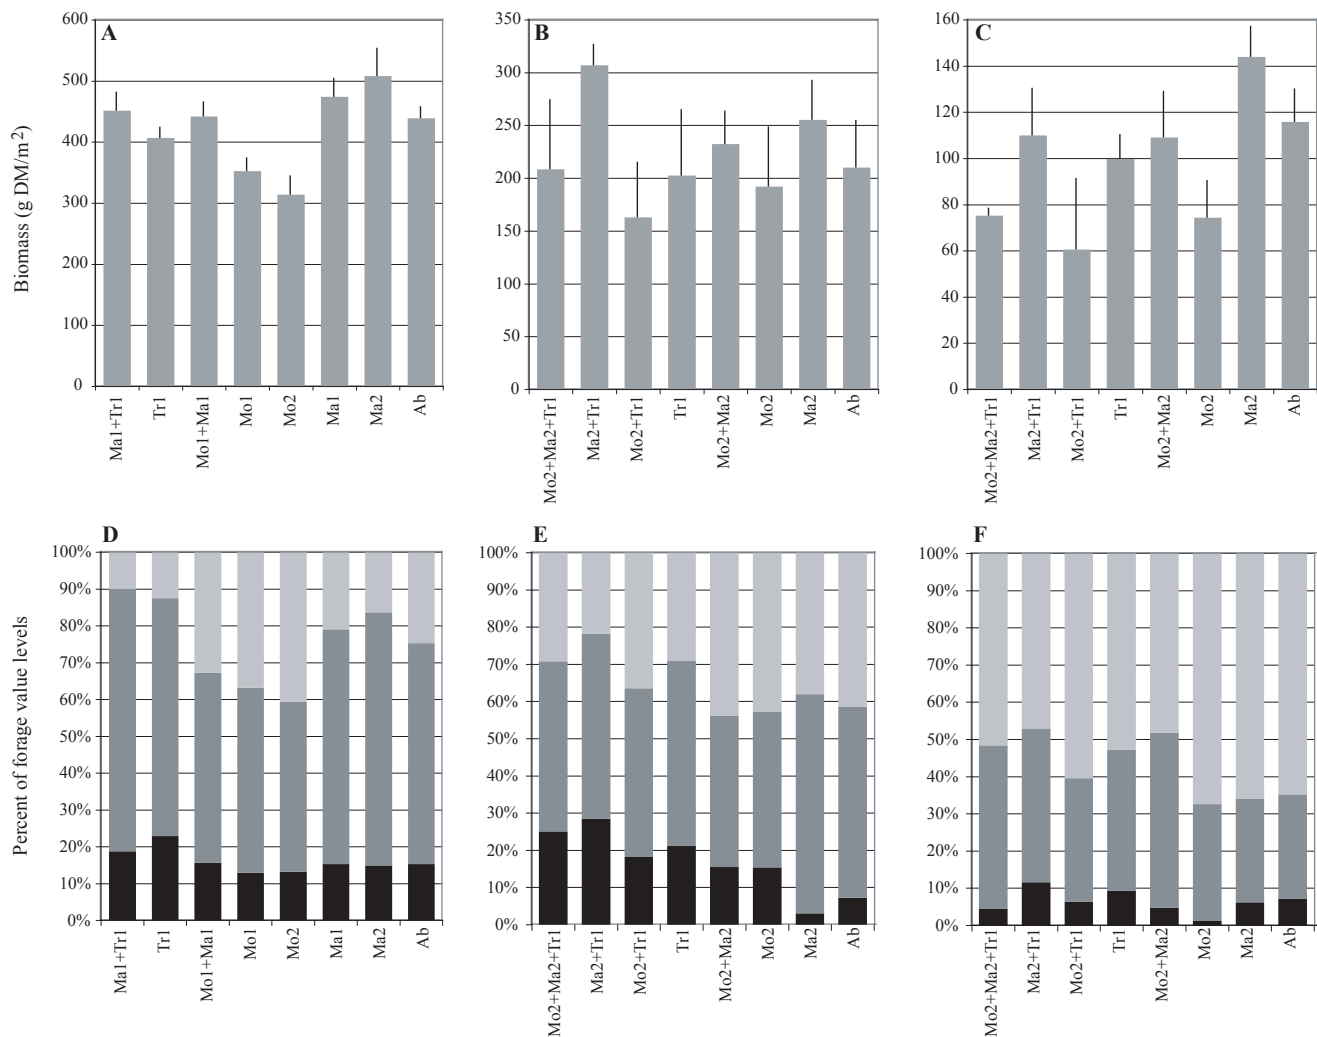 A
B
C
Biomass (g DM/m2)
600
500
400
300
200
100
0
Ma1+Tr1
Tr1
Mo1+Ma1
Mo1
Mo2
Ma1
Ma2
Ab
350
300
250
200
150
100
50
0
Mo2+Ma2+Tr1
Ma2+Tr1
Mo2+Tr1
Tr1
Mo2+Ma2
Mo2
Ma2
Ab
160
140
120
100
80
60
40
20
0
Mo2+Ma2+Tr1
Ma2+Tr1
Mo2+Tr1
Tr1
Mo2+Ma2
Mo2
Ma2
Ab
D
E
F
Percent of forage value levels
100%
90%
80%
70%
60%
50%
40%
30%
20%
10%
0%
Ma1+Tr1
Tr1
Mo1+Ma1
Mo1
Mo2
Ma1
Ma2
Ab
100%
90%
80%
70%
60%
50%
40%
30%
20%
10%
0%
Mo2+Ma2+Tr1
Ma2+Tr1
Mo2+Tr1
Tr1
Mo2+Ma2
Mo2
Ma2
Ab
100%
90%
80%
70%
60%
50%
40%
30%
20%
10%
0%
Mo2+Ma2+Tr1
Ma2+Tr1
Mo2+Tr1
Tr1
Mo2+Ma2
Mo2
Ma2
Ab